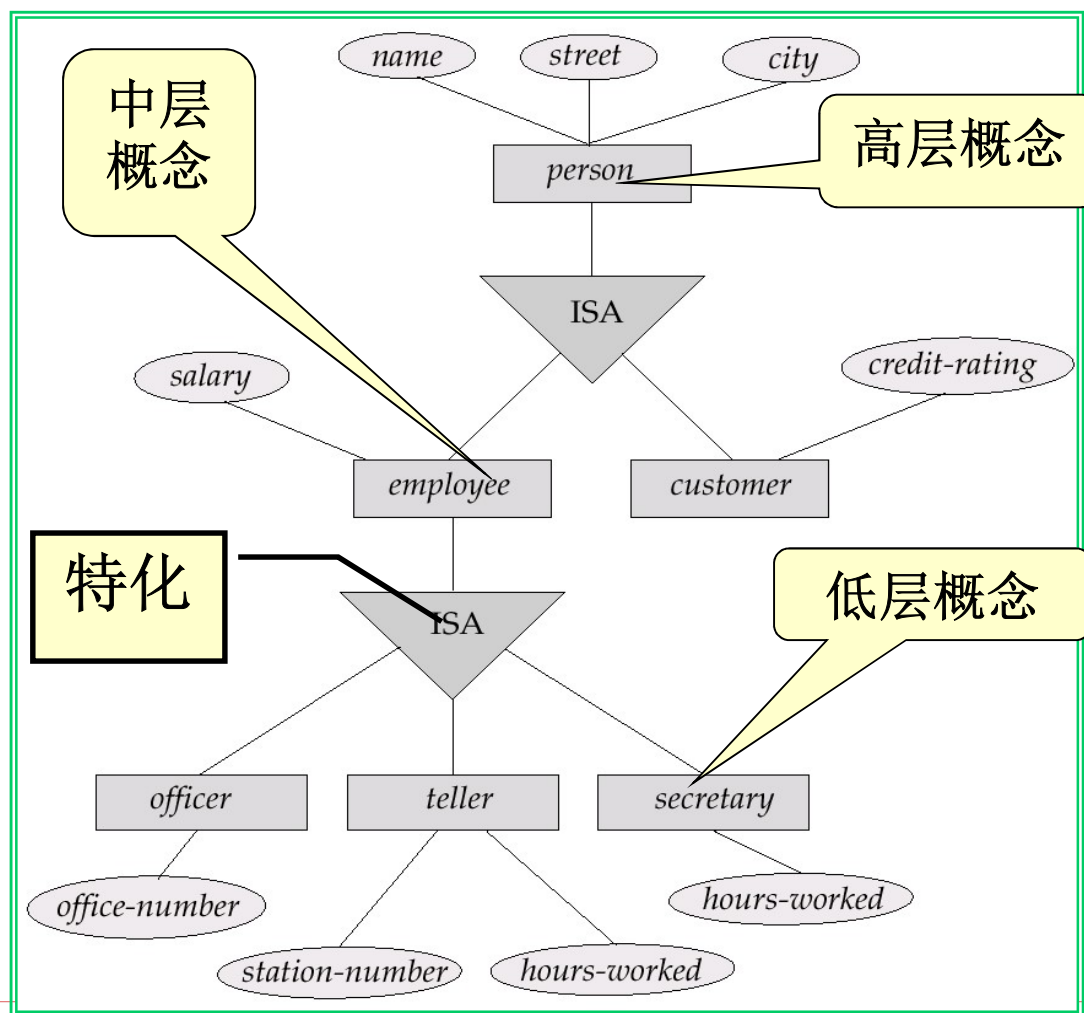 name
street
city
中层
概念
高层概念
person
ISA
salary
credit-rating
employee
customer
特化
ISA
低层概念
officer
teller
secretary
office-number
hours-worked
station-number
hours-worked